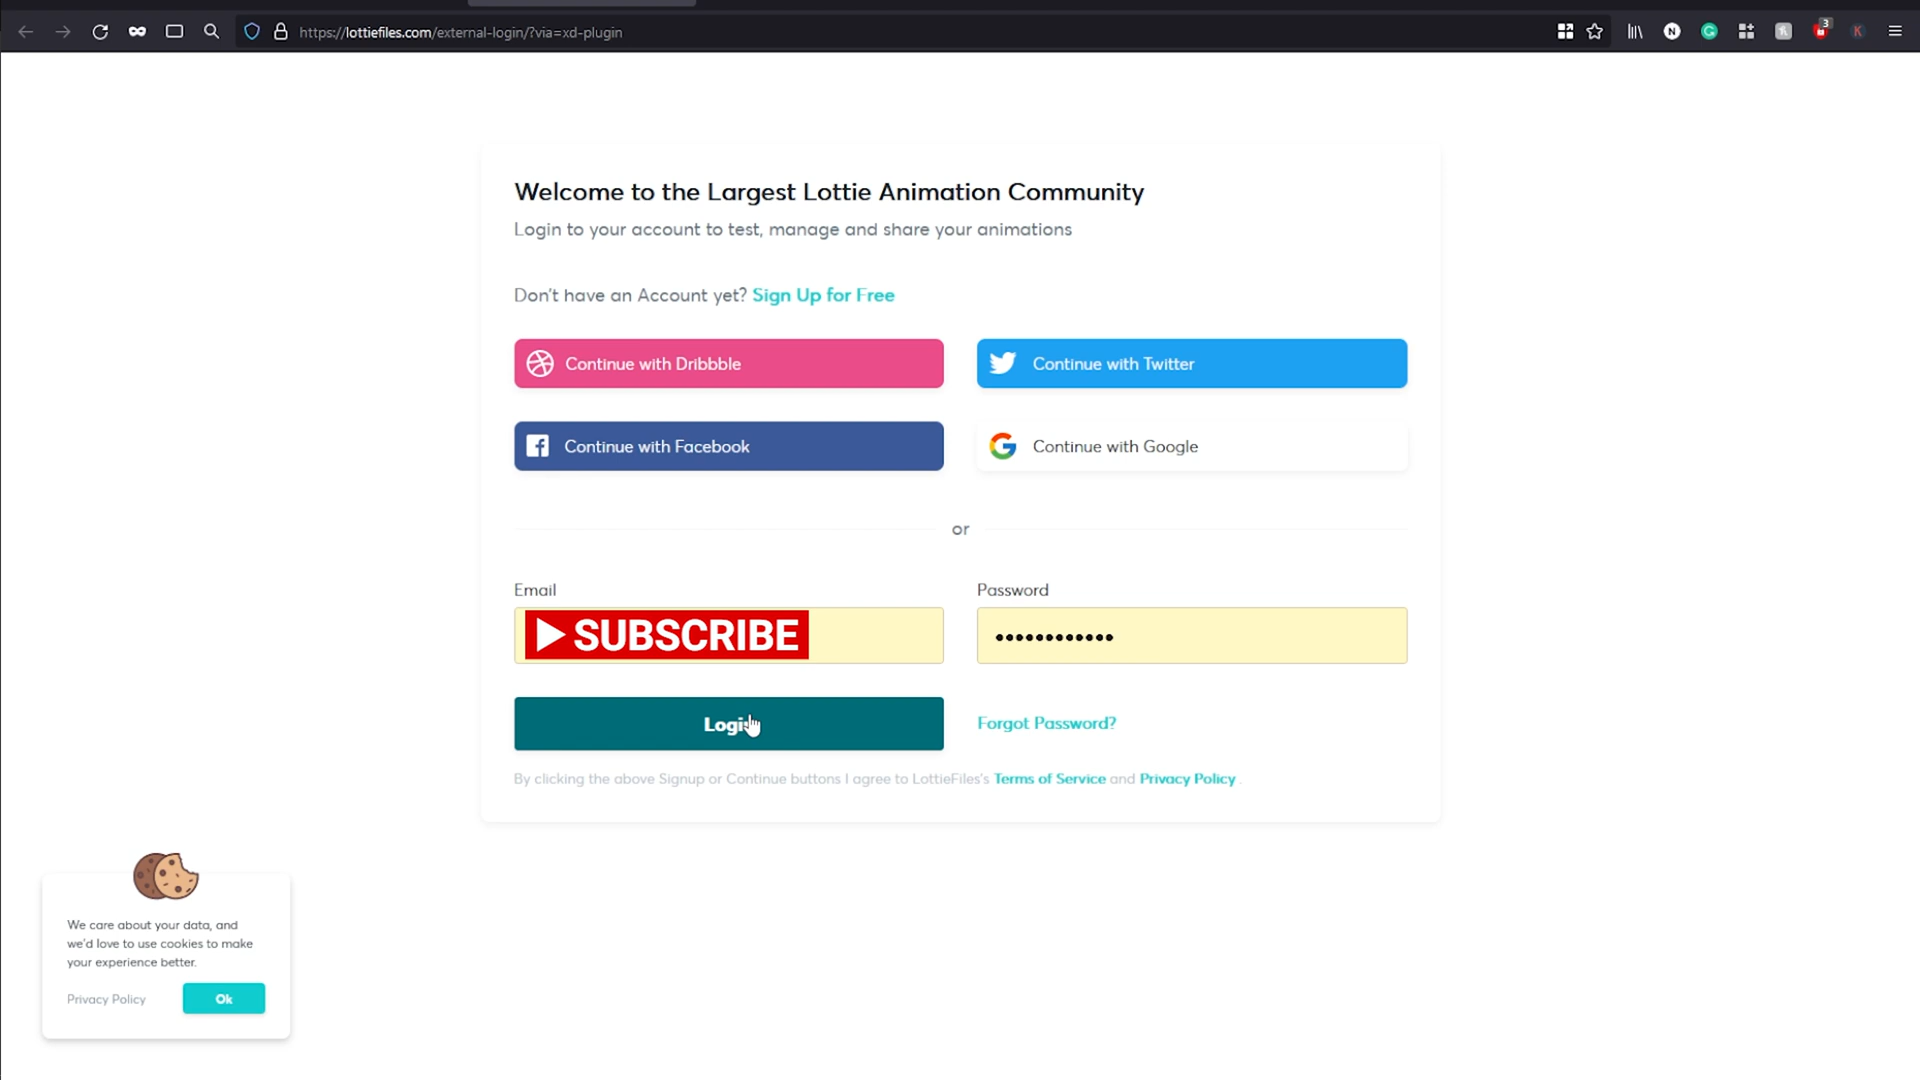 https://lottiefiles.com/external-login/?via=xd-plugin
3
Welcome to the Largest Lottie Animation Community
Login to your account to test, manage and share your animations
Don't have an Account yet? Sign Up for Free
Continue with Dribbble
Continue with Twitter
Continue with Facebook
Continue with Google
or
Email
Password
SUBSCRIBE
••••••••••••
Login
Forgot Password?
By clicking the above Signup or Continue buttons I agree to LottieFiles's Terms of Service and Privacy Policy .
We care about your data, and
we'd love to use cookies to make
your experience better.
Privacy Policy
Ok